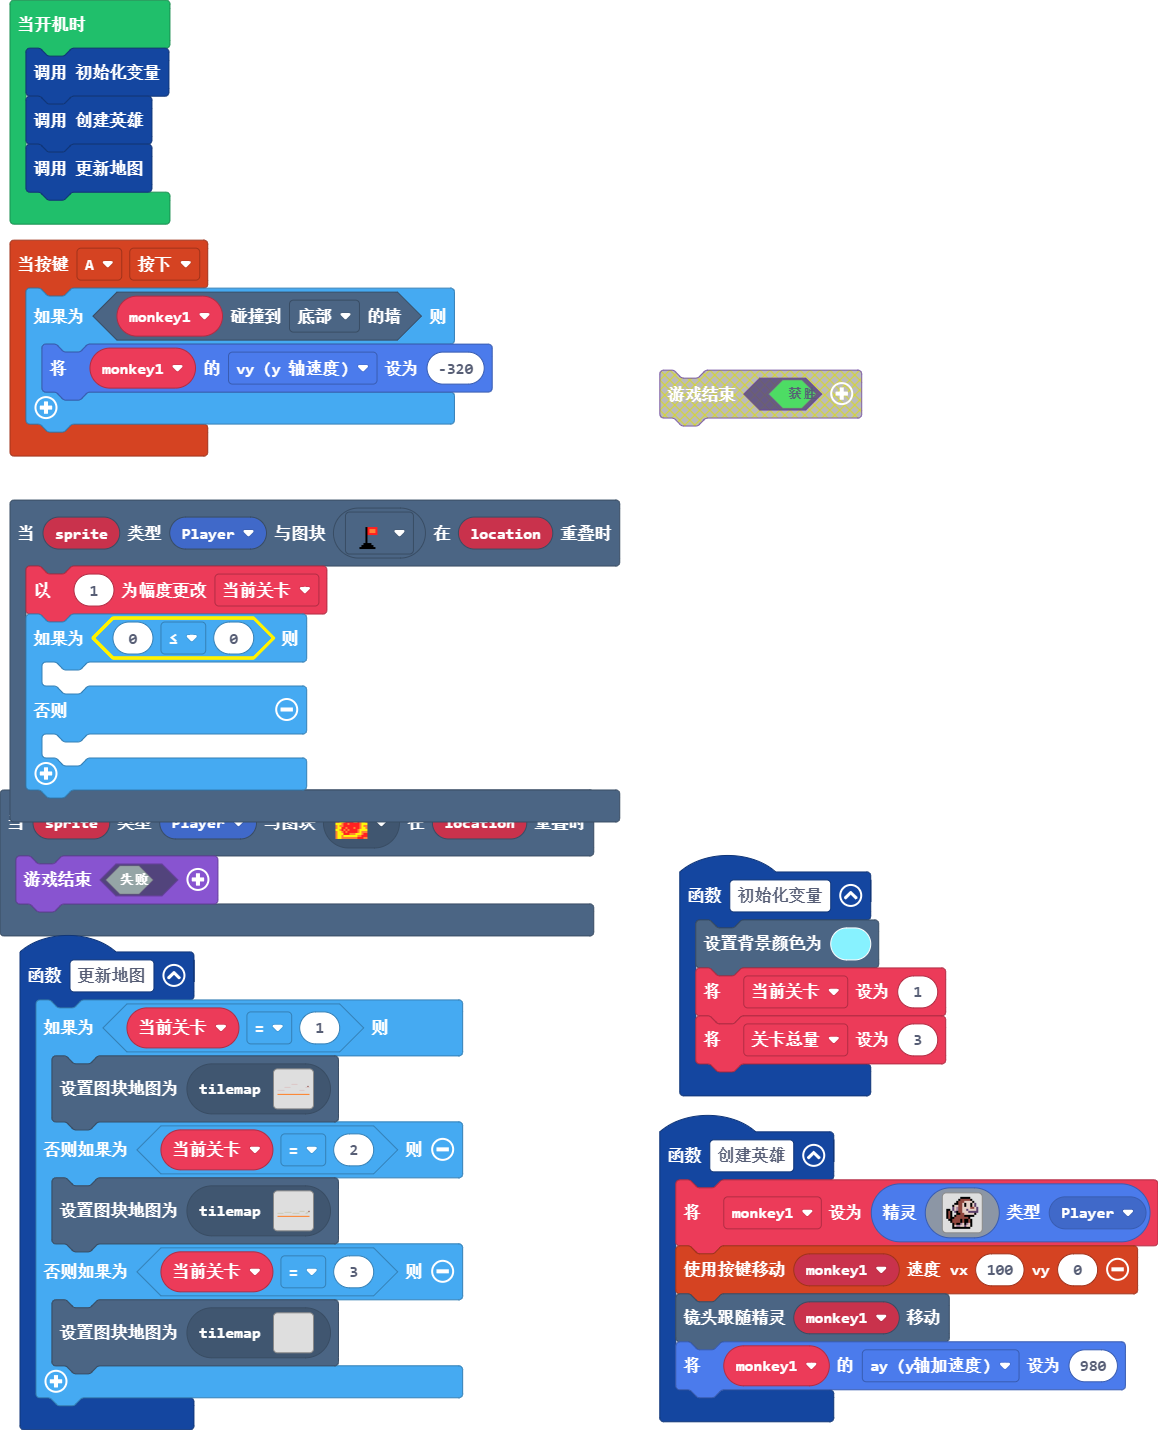 当开机时
调用 初始化变量
调用 创建英雄
调用 更新地图
当按键 A 按下
如果为 monkey1 碰撞到 底部 的墙 则
将 monkey1 的 vy (y 轴速度) 设为 -320
游戏结束 获胜
当 sprite 类型 Player 与图块 在 location 重叠时
以 1 为幅度更改 当前关卡
如果为 0 ≤ 0 则
否则
当 sprite 类型 Player 与图块 在 location 重叠时
游戏结束 失败
函数 初始化变量
设置背景颜色为
将 当前关卡 设为 1
将 关卡总量 设为 3
函数 更新地图
如果为 当前关卡 = 1 则
设置图块地图为 tilemap
否则如果为 当前关卡 = 2 则
设置图块地图为 tilemap
否则如果为 当前关卡 = 3 则
设置图块地图为 tilemap
函数 创建英雄
将 monkey1 设为 精灵 类型 Player
使用按键移动 monkey1 速度 vx 100 vy 0
镜头跟随精灵 monkey1 移动
将 monkey1 的 ay (y轴加速度) 设为 980